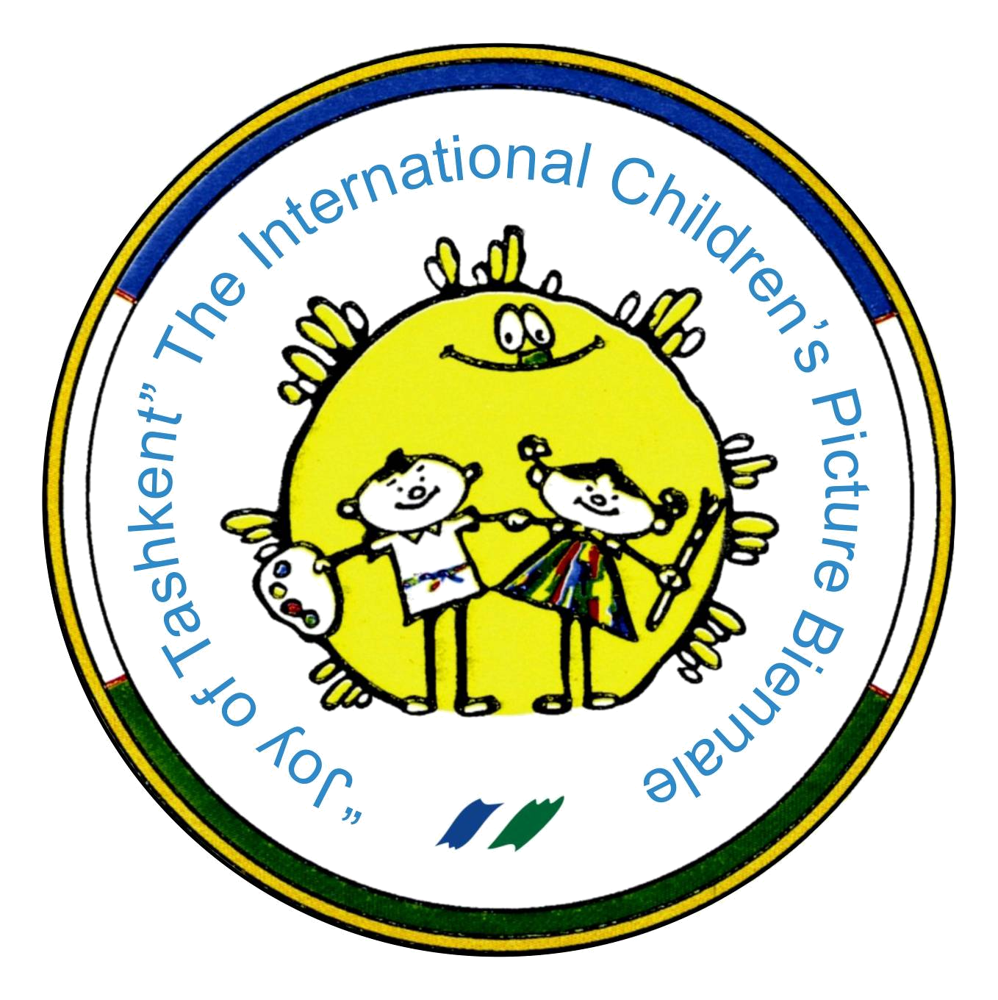 ”Joy of Tashkent” The International Children’s Picture Biennale